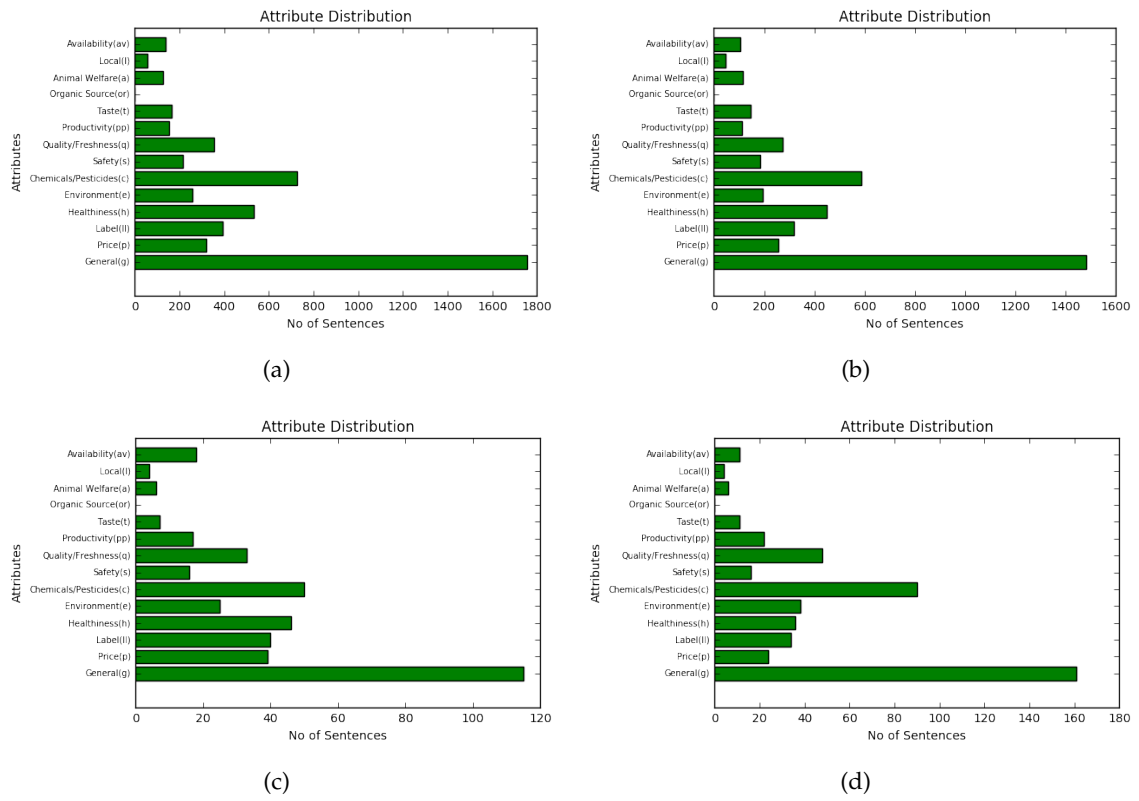 Attribute Distribution
Attributes
Availability(av)
Local(l)
Animal Welfare(a)
Organic Source(or)
Taste(t)
Productivity(pp)
Quality/Freshness(q)
Safety(s)
Chemicals/Pesticides(c)
Environment(e)
Healthiness(h)
Label(ll)
Price(p)
General(g)
0 200 400 600 800 1000 1200 1400 1600 1800
No of Sentences
(a)
Attribute Distribution
Attributes
Availability(av)
Local(l)
Animal Welfare(a)
Organic Source(or)
Taste(t)
Productivity(pp)
Quality/Freshness(q)
Safety(s)
Chemicals/Pesticides(c)
Environment(e)
Healthiness(h)
Label(ll)
Price(p)
General(g)
0 200 400 600 800 1000 1200 1400 1600
No of Sentences
(b)
Attribute Distribution
Attributes
Availability(av)
Local(l)
Animal Welfare(a)
Organic Source(or)
Taste(t)
Productivity(pp)
Quality/Freshness(q)
Safety(s)
Chemicals/Pesticides(c)
Environment(e)
Healthiness(h)
Label(ll)
Price(p)
General(g)
0 20 40 60 80 100 120
No of Sentences
(c)
Attribute Distribution
Attributes
Availability(av)
Local(l)
Animal Welfare(a)
Organic Source(or)
Taste(t)
Productivity(pp)
Quality/Freshness(q)
Safety(s)
Chemicals/Pesticides(c)
Environment(e)
Healthiness(h)
Label(ll)
Price(p)
General(g)
0 20 40 60 80 100 120 140 160 180
No of Sentences
(d)